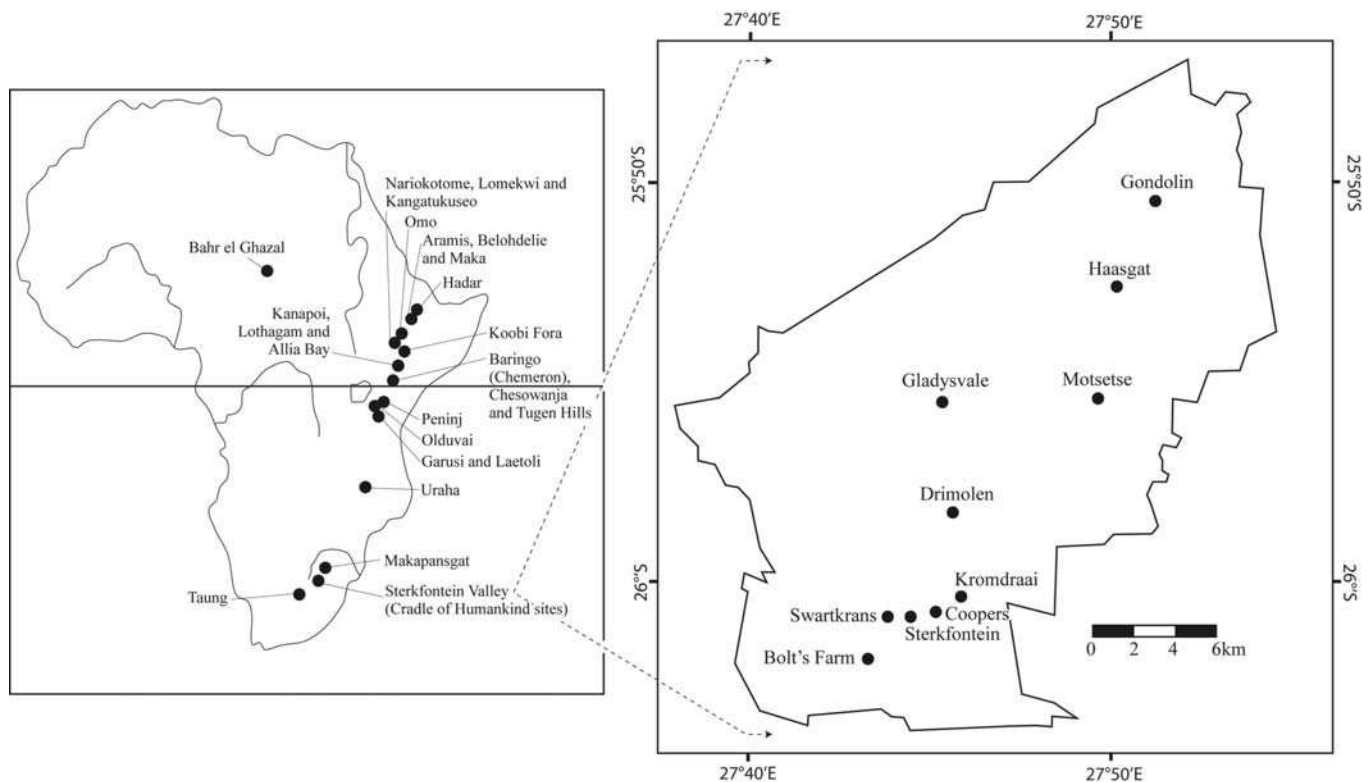 Nariokotome, Lomekwi and
Kangatukuseo
Omo
Aramis, Belohdelie
and Maka
Bahr el Ghazal
Hadar
Kanapoi,
Lothagam and
Allia Bay
Koobi Fora
Baringo
(Chemeron),
Chesowanja
and Tugen Hills
Peninj
Olduvai
Garusi and Laetoli
Uraha
Makapansgat
Taung
Sterkfontein Valley
(Cradle of Humankind sites)
27°40'E
27°50'E
25°50'S
25°50'S
Gondolin
Haasgat
Gladysvale
Motsetse
Drimolen
26°S
26°S
Kromdraai
Swartkrans
Coopers
Sterkfontein
Bolt's Farm
0 2 4 6km
27°40'E
27°50'E